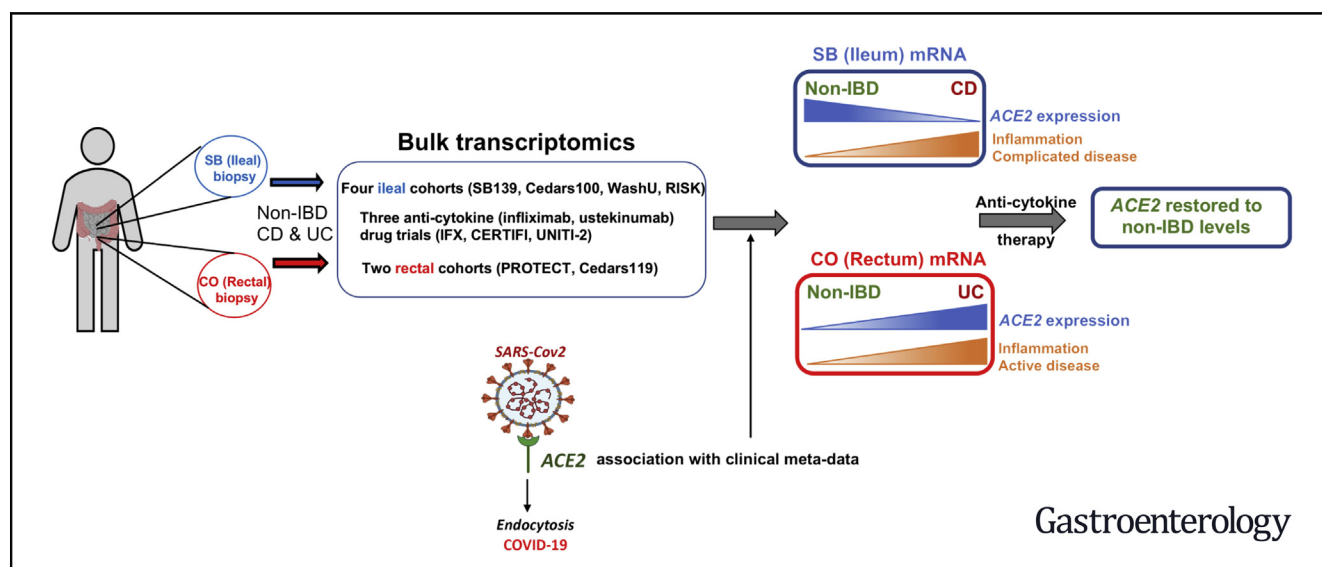 SB (Ileal)
biopsy
Non-IBD
CD & UC
CO (Rectal)
biopsy
Bulk transcriptomics
Four ileal cohorts (SB139, Cedars100, WashU, RISK)
Three anti-cytokine (infliximab, ustekinumab)
drug trials (IFX, CERTIFI, UNITI-2)
Two rectal cohorts (PROTECT, Cedars119)
SARS-Cov2
ACE2 association with clinical meta-data
Endocytosis
COVID-19
SB (Ileum) mRNA
Non-IBD CD
ACE2 expression
Inflammation
Complicated disease
CO (Rectum) mRNA
Non-IBD UC
ACE2 expression
Inflammation
Active disease
Anti-cytokine
therapy
ACE2 restored to
non-IBD levels
Gastroenterology